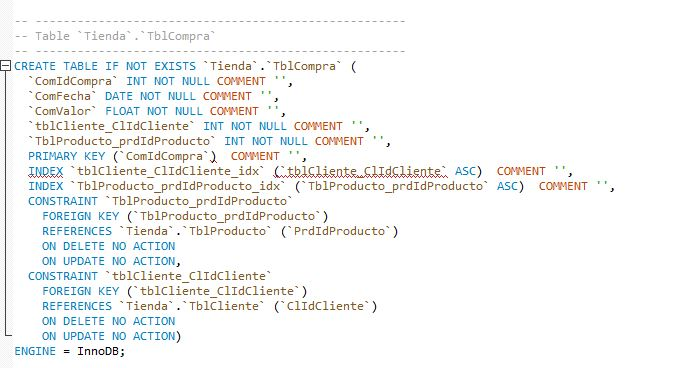 -- -----------------------------------------------------
-- Table `Tienda`.`TblCompra`
-- -----------------------------------------------------
CREATE TABLE IF NOT EXISTS `Tienda`.`TblCompra` (
  `ComIdCompra` INT NOT NULL COMMENT '',
  `ComFecha` DATE NOT NULL COMMENT '',
  `ComValor` FLOAT NOT NULL COMMENT '',
  `tblCliente_ClIdCliente` INT NOT NULL COMMENT '',
  `TblProducto_prdIdProducto` INT NOT NULL COMMENT '',
  PRIMARY KEY (`ComIdCompra`)  COMMENT '',
  INDEX `tblCliente_ClIdCliente_idx` (`tblCliente_ClIdCliente` ASC)  COMMENT '',
  INDEX `TblProducto_prdIdProducto_idx` (`TblProducto_prdIdProducto` ASC)  COMMENT '',
  CONSTRAINT `TblProducto_prdIdProducto`
    FOREIGN KEY (`TblProducto_prdIdProducto`)
    REFERENCES `Tienda`.`TblProducto` (`PrdIdProducto`)
    ON DELETE NO ACTION
    ON UPDATE NO ACTION,
  CONSTRAINT `tblCliente_ClIdCliente`
    FOREIGN KEY (`tblCliente_ClIdCliente`)
    REFERENCES `Tienda`.`TblCliente` (`ClIdCliente`)
    ON DELETE NO ACTION
    ON UPDATE NO ACTION)
ENGINE = InnoDB;